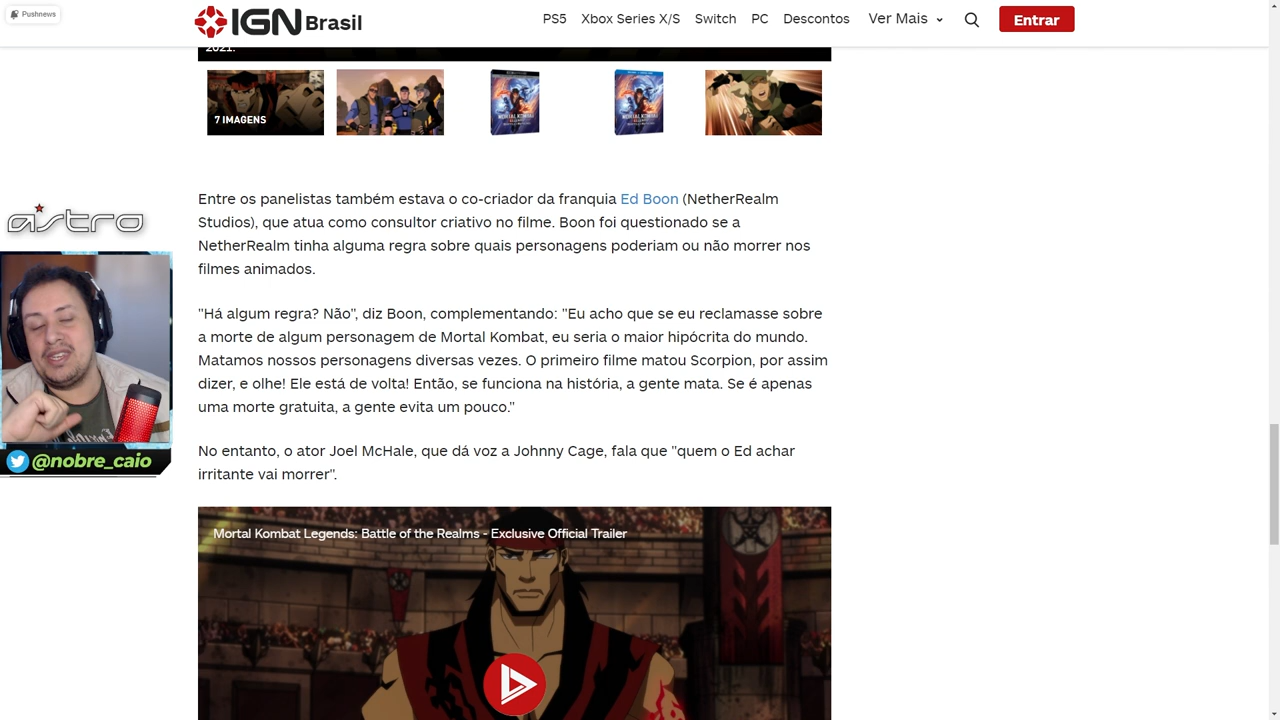 Pushnews
IGN Brasil
PS5 Xbox Series X/S Switch PC Descontos Ver Mais Entrar
2021.
7 IMAGENS
MORTAL KOMBAT
MORTAL KOMBAT
Entre os panelistas também estava o co-criador da franquia Ed Boon (NetherRealm
Studios), que atua como consultor criativo no filme. Boon foi questionado se a
NetherRealm tinha alguma regra sobre quais personagens poderiam ou não morrer nos
filmes animados.
"Há algum regra? Não", diz Boon, complementando: "Eu acho que se eu reclamasse sobre
a morte de algum personagem de Mortal Kombat, eu seria o maior hipócrita do mundo.
Matamos nossos personagens diversas vezes. O primeiro filme matou Scorpion, por assim
dizer, e olhe! Ele está de volta! Então, se funciona na história, a gente mata. Se é apenas
uma morte gratuita, a gente evita um pouco."
No entanto, o ator Joel McHale, que dá voz a Johnny Cage, fala que "quem o Ed achar
irritante vai morrer".
Mortal Kombat Legends: Battle of the Realms - Exclusive Official Trailer
astro
@nobre_caio